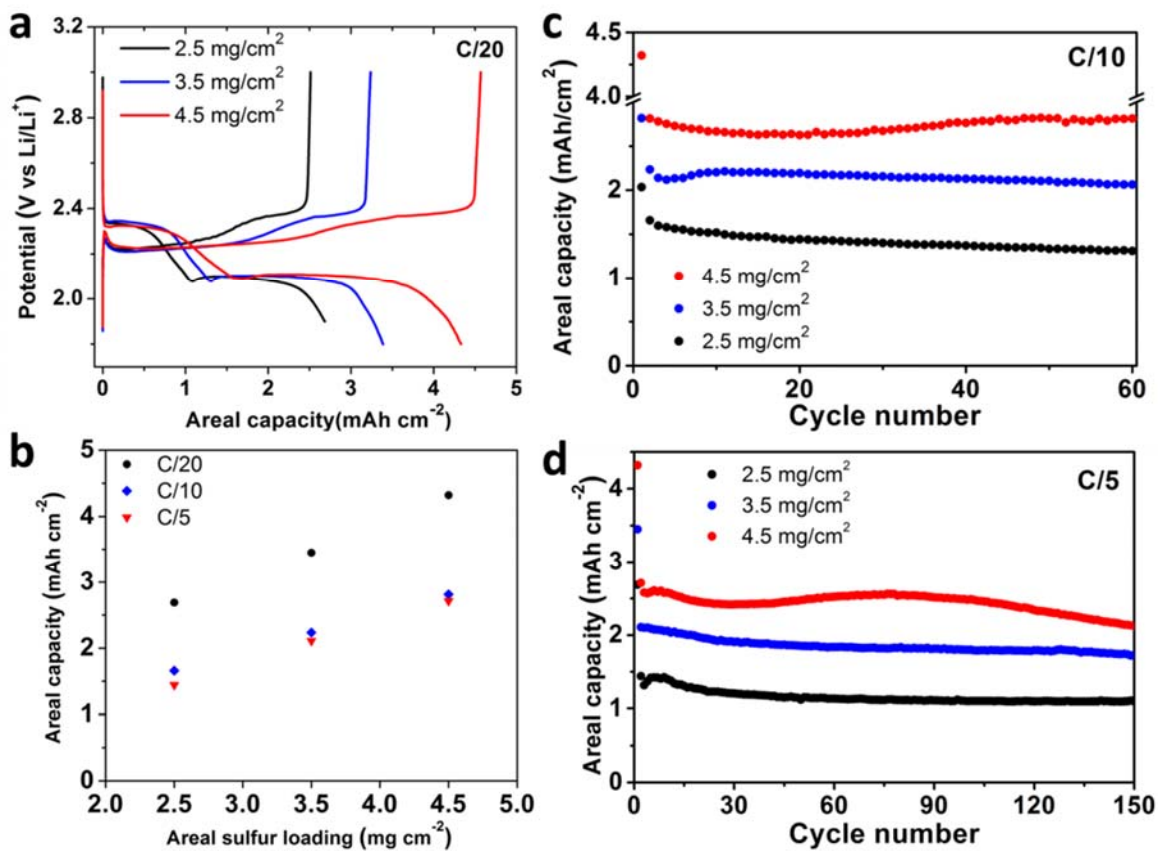 a
C/20
2.5 mg/cm²
3.5 mg/cm²
4.5 mg/cm²
3.2
2.8
2.4
2.0
Potential (V vs Li/Li⁺)
0 1 2 3 4 5
Areal capacity(mAh cm⁻²)
b
C/20
C/10
C/5
5
4
3
2
1
0
Areal capacity (mAh cm⁻²)
2.0 2.5 3.0 3.5 4.0 4.5 5.0
Areal sulfur loading (mg cm⁻²)
c
C/10
4.5
4.0
2
1
0
Areal capacity (mAh/cm²)
4.5 mg/cm²
3.5 mg/cm²
2.5 mg/cm²
0 20 40 60
Cycle number
d
C/5
2.5 mg/cm²
3.5 mg/cm²
4.5 mg/cm²
4
3
2
1
0
Areal capacity (mAh cm⁻²)
0 30 60 90 120 150
Cycle number